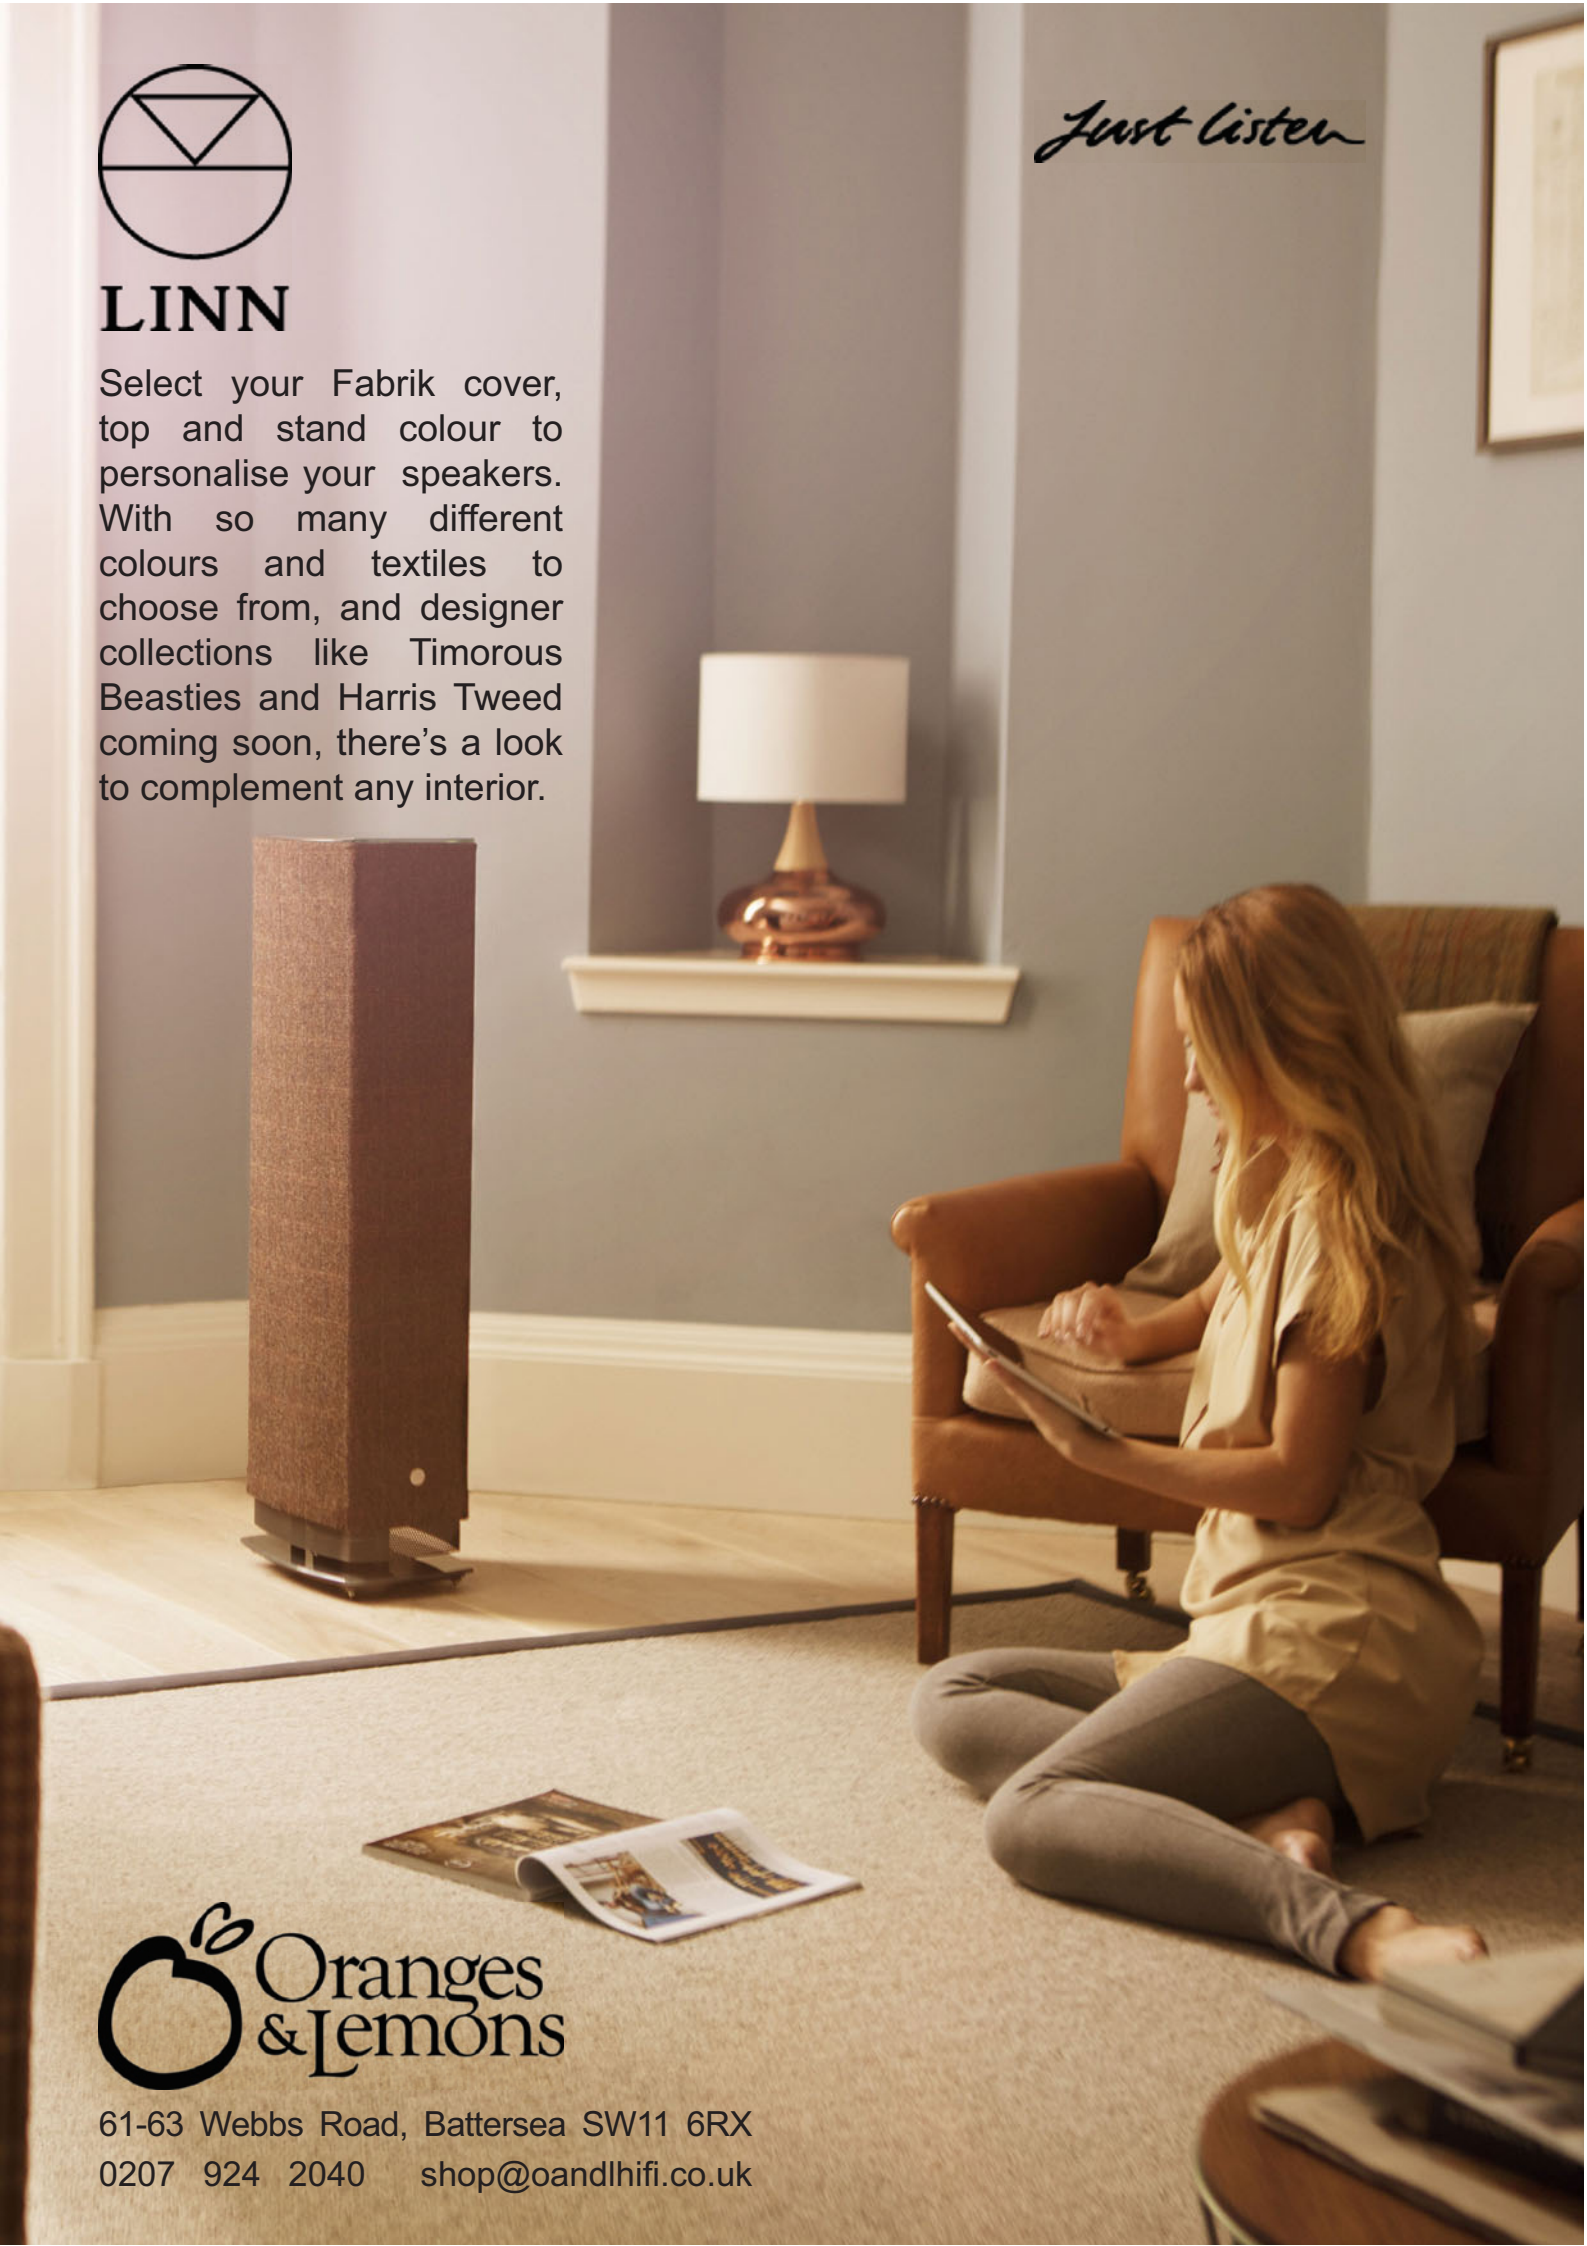 LINN
Just listen
Select your Fabrik cover,
top and stand colour to
personalise your speakers.
With so many different
colours and textiles to
choose from, and designer
collections like Timorous
Beasties and Harris Tweed
coming soon, there’s a look
to complement any interior.
Oranges
& Lemons
61-63 Webbs Road, Battersea SW11 6RX
0207 924 2040 shop@oandlhifi.co.uk